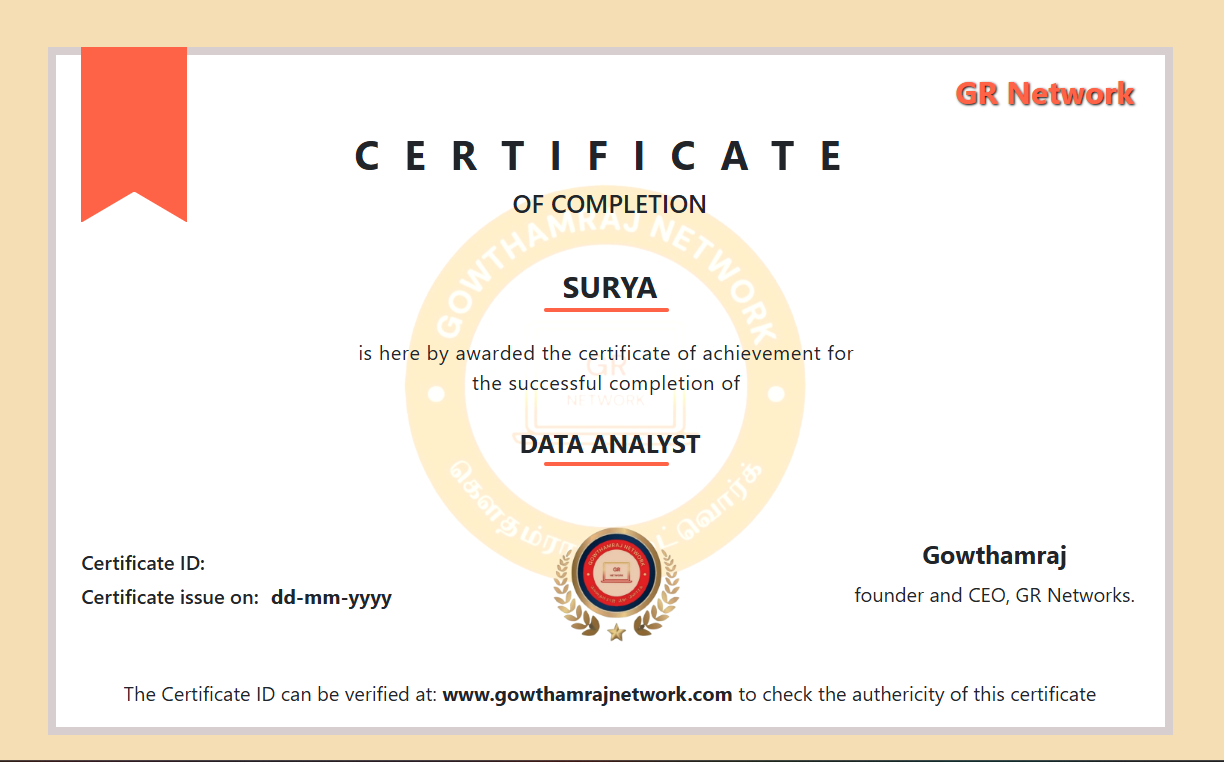 GR Network
CERTIFICATE
OF COMPLETION
GOWTHAMRAJ NETWORK
SURYA
is here by awarded the certificate of achievement for
GR
the successful completion of
NETWORK
DATA ANALYST
Certificate ID:
Certificate issue on: dd-mm-yyyy
GOWTHAMRAJ NETWORK
GR
NETWORK
Gowthamraj
founder and CEO, GR Networks.
The Certificate ID can be verified at: www.gowthamrajnetwork.com to check the authericity of this certificate